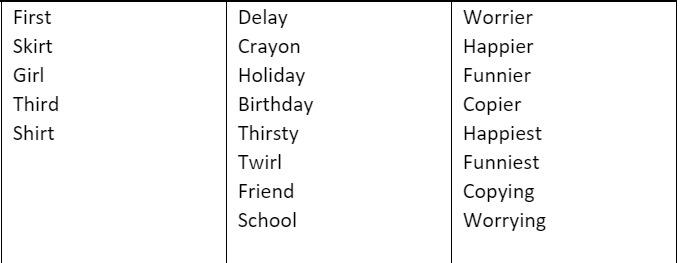 First
Skirt
Girl
Third
Shirt
Delay
Crayon
Holiday
Birthday
Thirsty
Twirl
Friend
School
Worrier
Happier
Funnier
Copier
Happiest
Funniest
Copying
Worrying